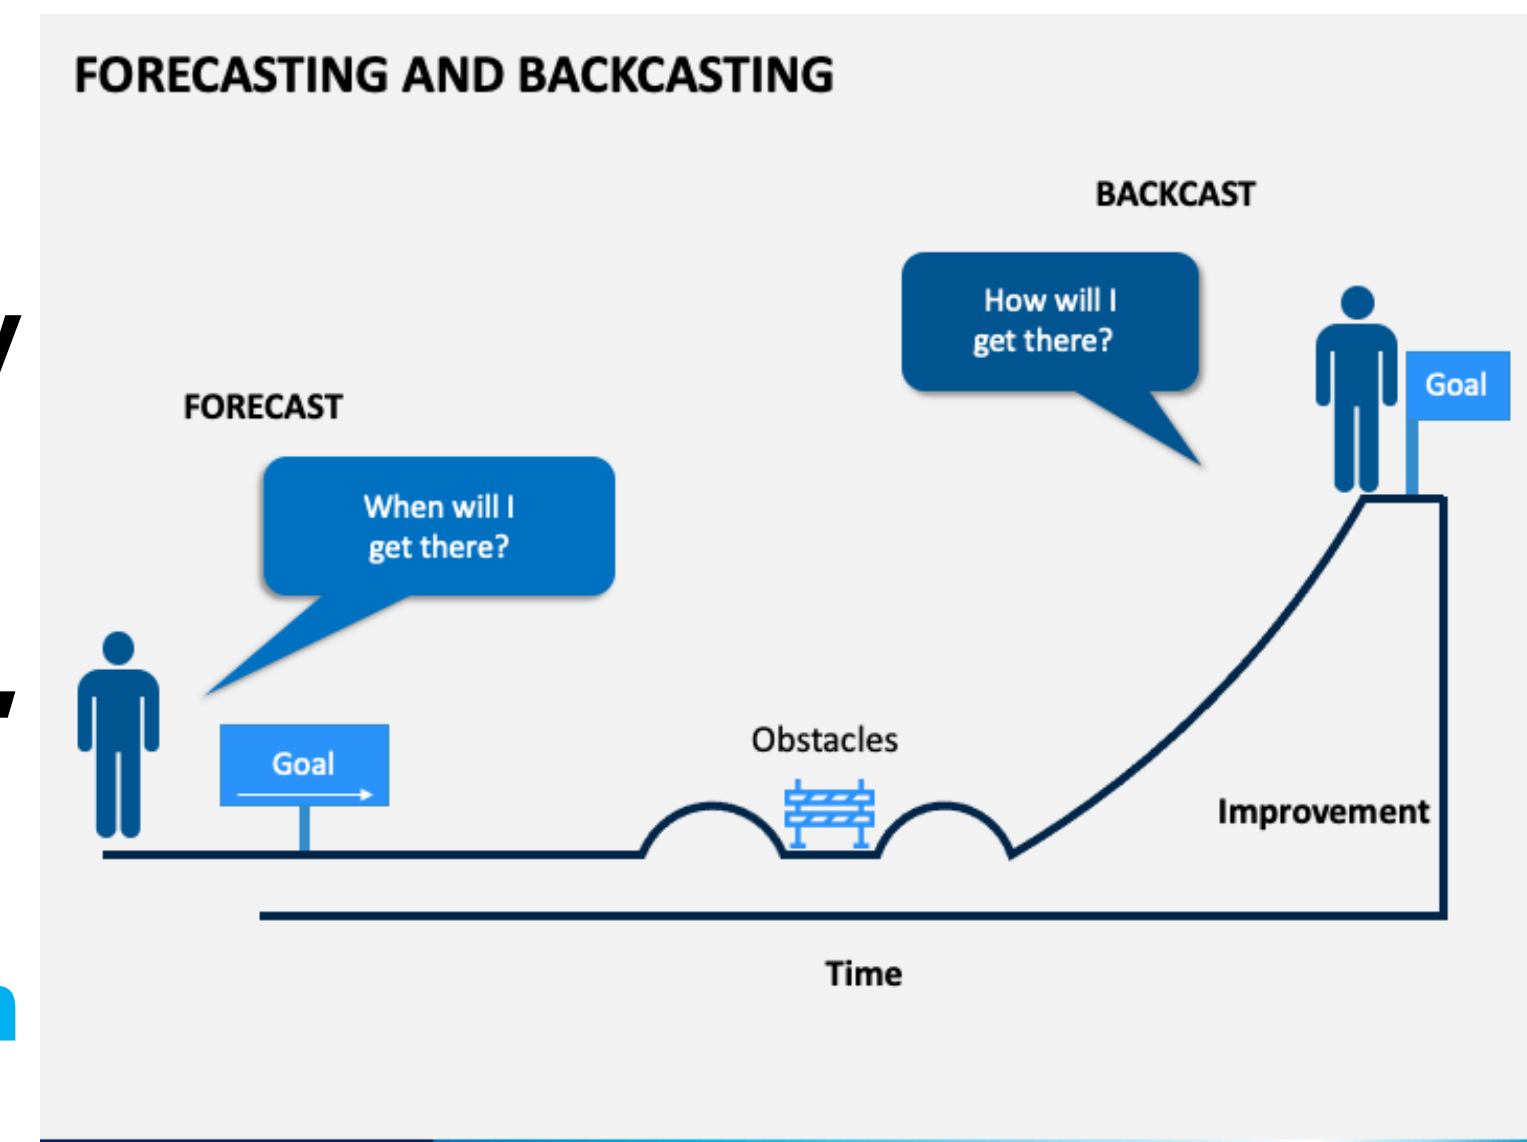 FORECASTING AND BACKCASTING
BACKCAST
How will I
get there?
Goal
FORECAST
When will I
get there?
Goal
Obstacles
Improvement
Time